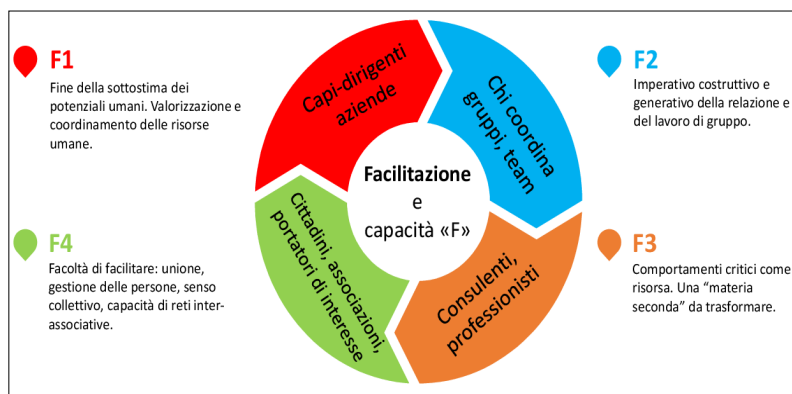 F1
Fine della sottostima dei
potenziali umani. Valorizzazione e
coordinamento delle risorse
umane.
Capi-dirigenti
aziende
Chi coordina
gruppi, team
F2
Imperativo costruttivo e
generativo della relazione e
del lavoro di gruppo.
Facilitazione
e
capacità «F»
F4
Facoltà di facilitare: unione,
gestione delle persone, senso
collettivo, capacità di reti inter-
associative.
Cittadini, associazioni,
portatori di interesse
Consulenti,
professionisti
F3
Comportamenti critici come
risorsa. Una “materia
seconda” da trasformare.